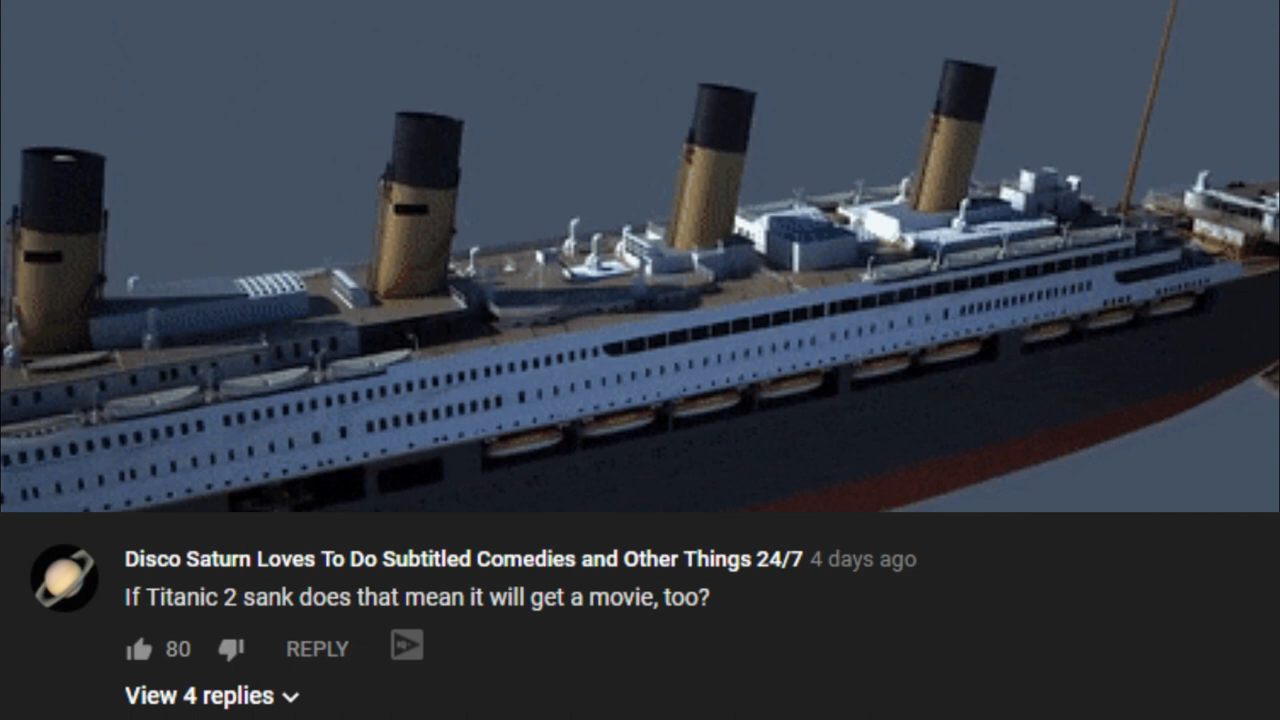 Disco Saturn Loves To Do Subtitled Comedies and Other Things 24/7 4 days ago
If Titanic 2 sank does that mean it will get a movie, too?
80 REPLY
View 4 replies